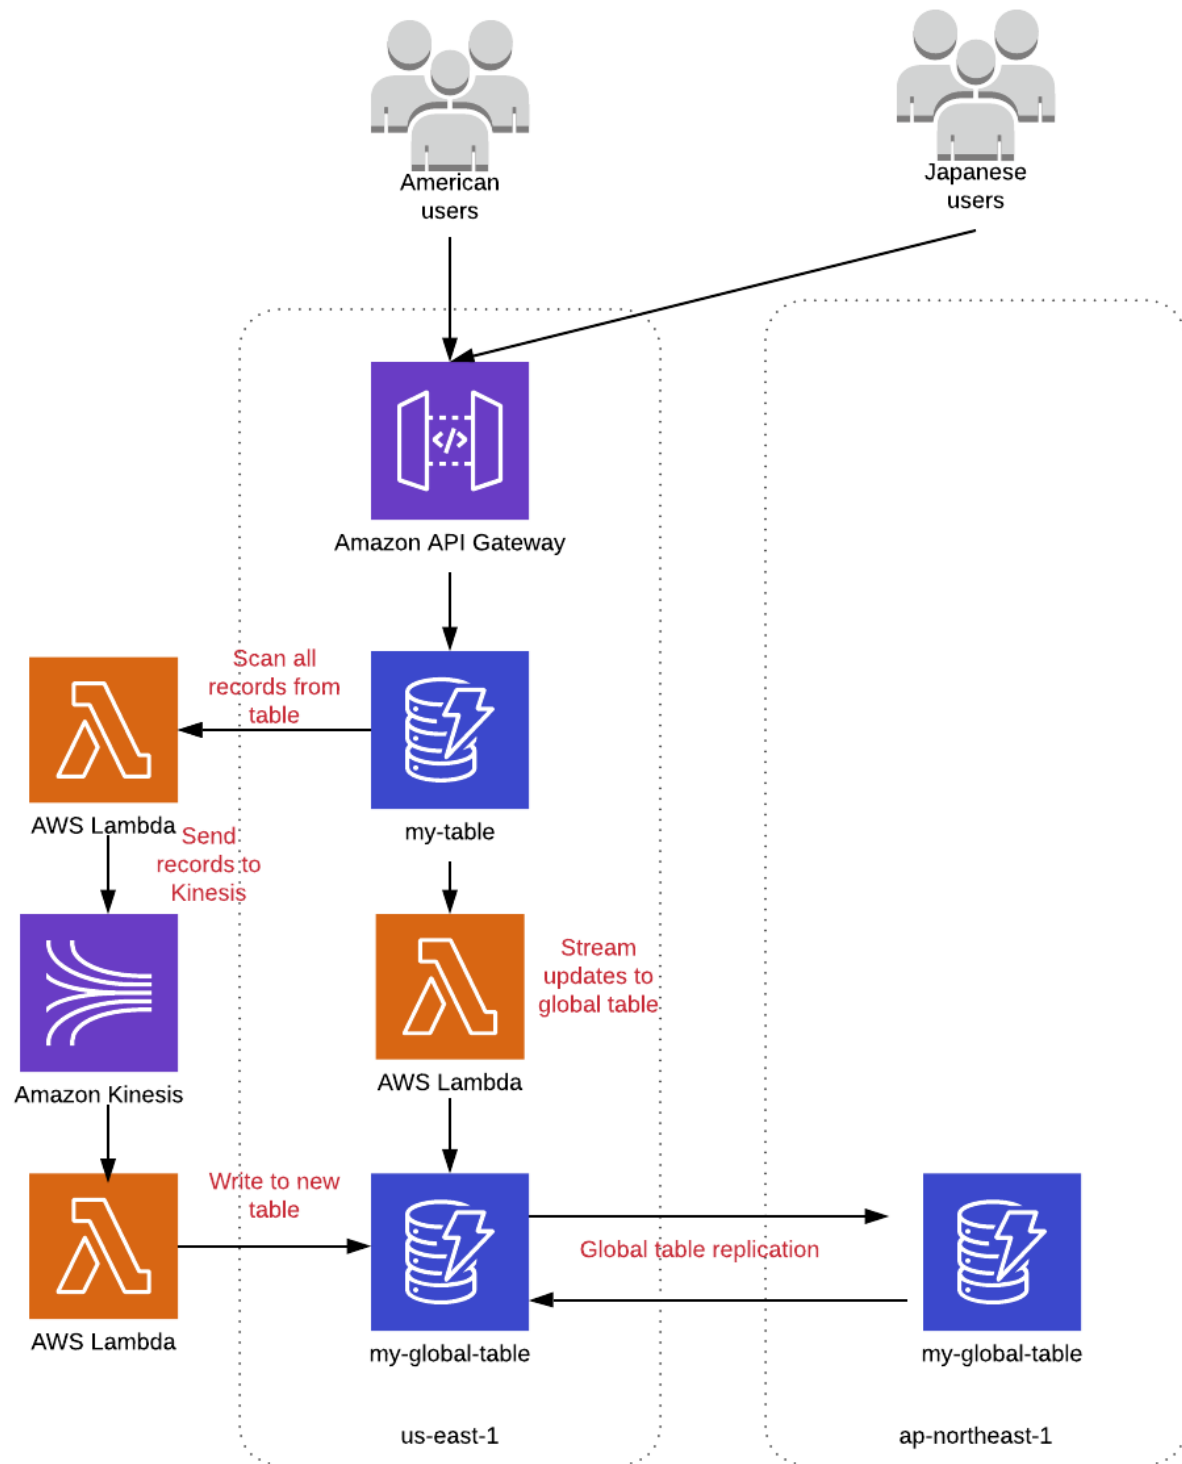 American
users
Japanese
users
</>
Amazon API Gateway
Scan all
records from
table
AWS Lambda
my-table
Send
records to
Kinesis
Stream
updates to
global table
Amazon Kinesis
AWS Lambda
Write to new
table
Global table replication
AWS Lambda
my-global-table
my-global-table
us-east-1
ap-northeast-1